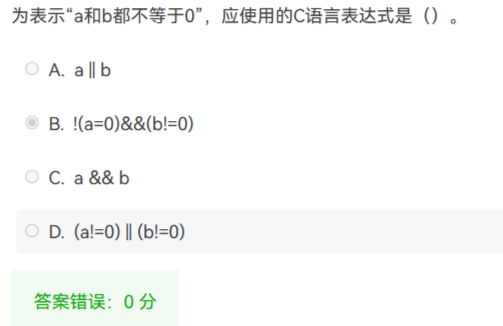 为表示“a和b都不等于0”，应使用的C语言表达式是（）。
A. a || b
B. !(a=0)&&(b!=0)
C. a && b
D. (a!=0) || (b!=0)
答案错误：0 分